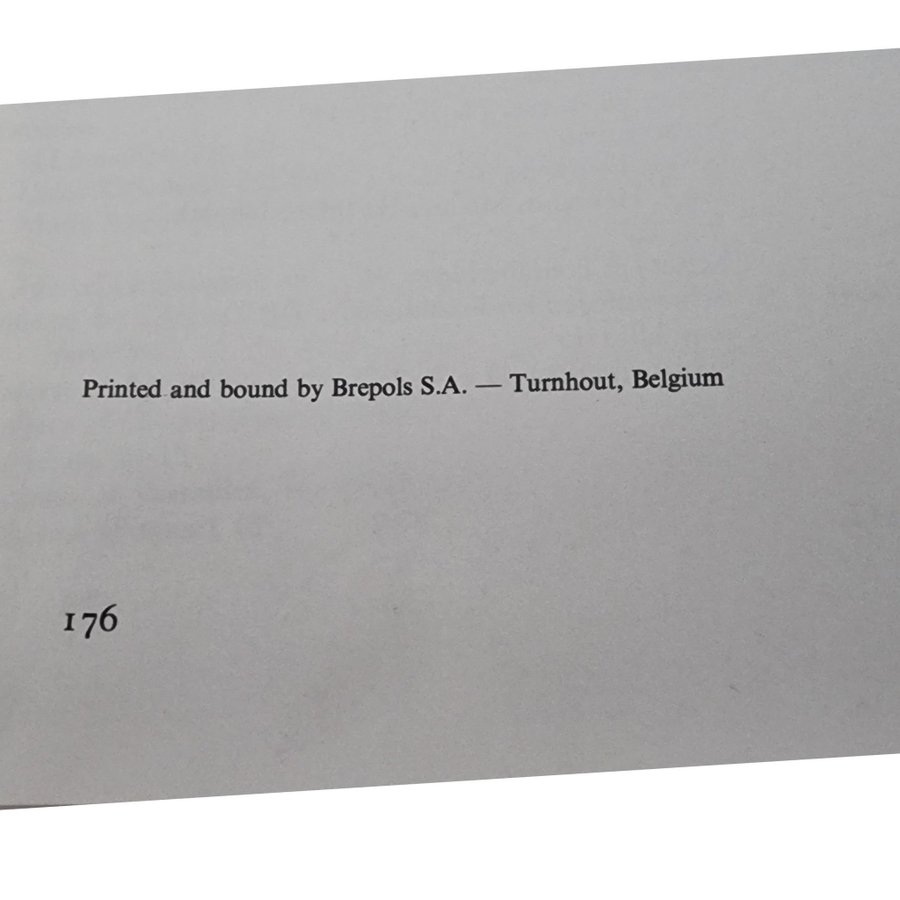 Printed and bound by Brepols S.A. — Turnhout, Belgium
176